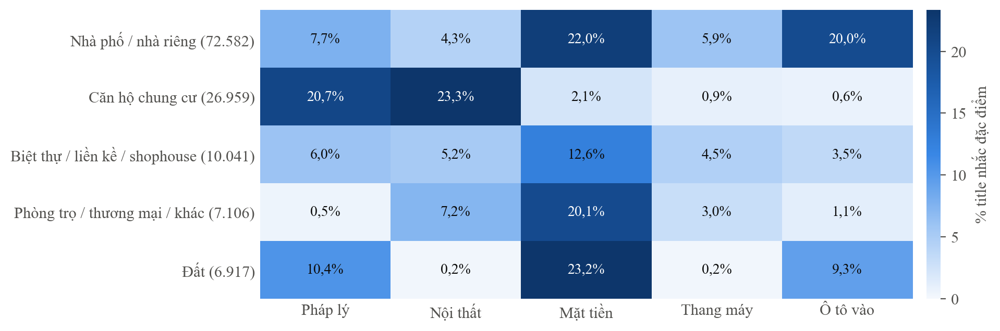 Nhà phố / nhà riêng (72.582) 7,7% 4,3% 22,0% 5,9% 20,0%
Căn hộ chung cư (26.959) 20,7% 23,3% 2,1% 0,9% 0,6%
Biệt thự / liền kề / shophouse (10.041) 6,0% 5,2% 12,6% 4,5% 3,5%
Phòng trọ / thương mại / khác (7.106) 0,5% 7,2% 20,1% 3,0% 1,1%
Đất (6.917) 10,4% 0,2% 23,2% 0,2% 9,3%
Pháp lý Nội thất Mặt tiền Thang máy Ô tô vào
20
15
10
5
0
% title nhắc đặc điểm